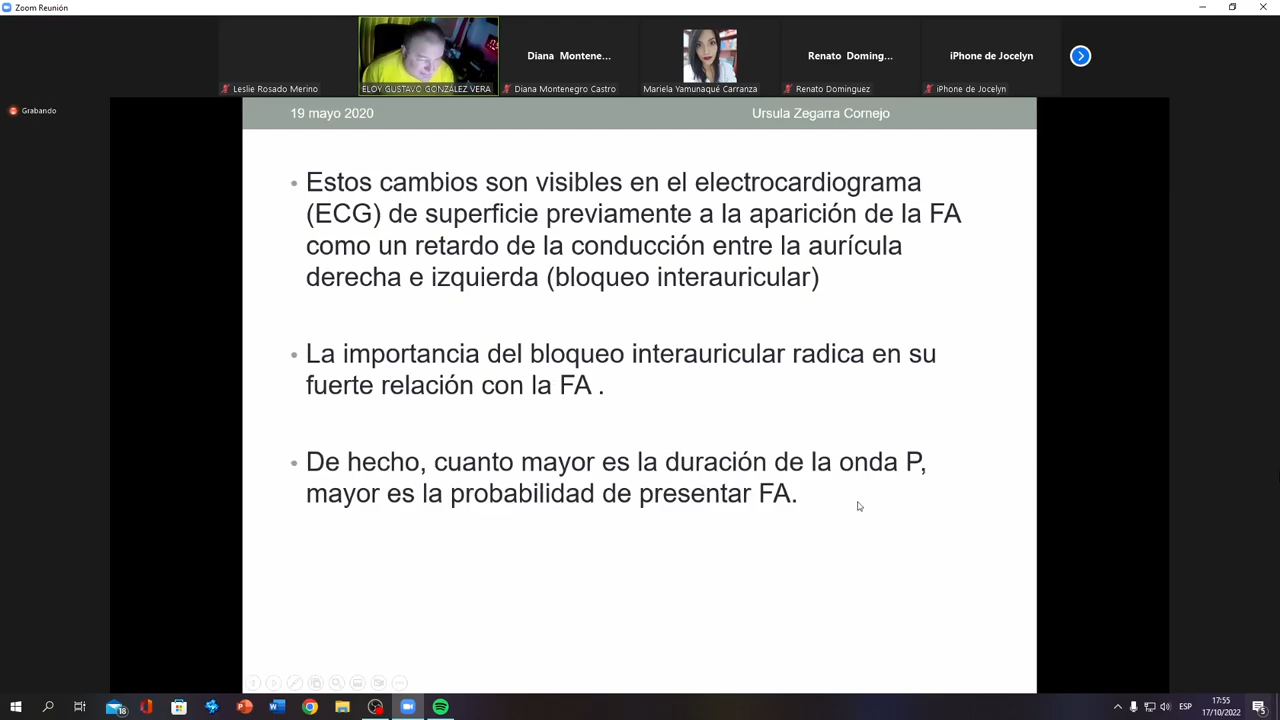 Zoom Reunión
Grabando
Diana Montene...
Renato Doming...
iPhone de Jocelyn
Leslie Rosado Merino
ELOY GUSTAVO GONZÁLEZ VERA
Diana Montenegro Castro
Mariela Yamunaqué Carranza
Renato Dominguez
iPhone de Jocelyn
19 mayo 2020
Ursula Zegarra Cornejo
• Estos cambios son visibles en el electrocardiograma
(ECG) de superficie previamente a la aparición de la FA
como un retardo de la conducción entre la aurícula
derecha e izquierda (bloqueo interauricular)
• La importancia del bloqueo interauricular radica en su
fuerte relación con la FA .
• De hecho, cuanto mayor es la duración de la onda P,
mayor es la probabilidad de presentar FA.
18
ESP
17:55
17/10/2022
5